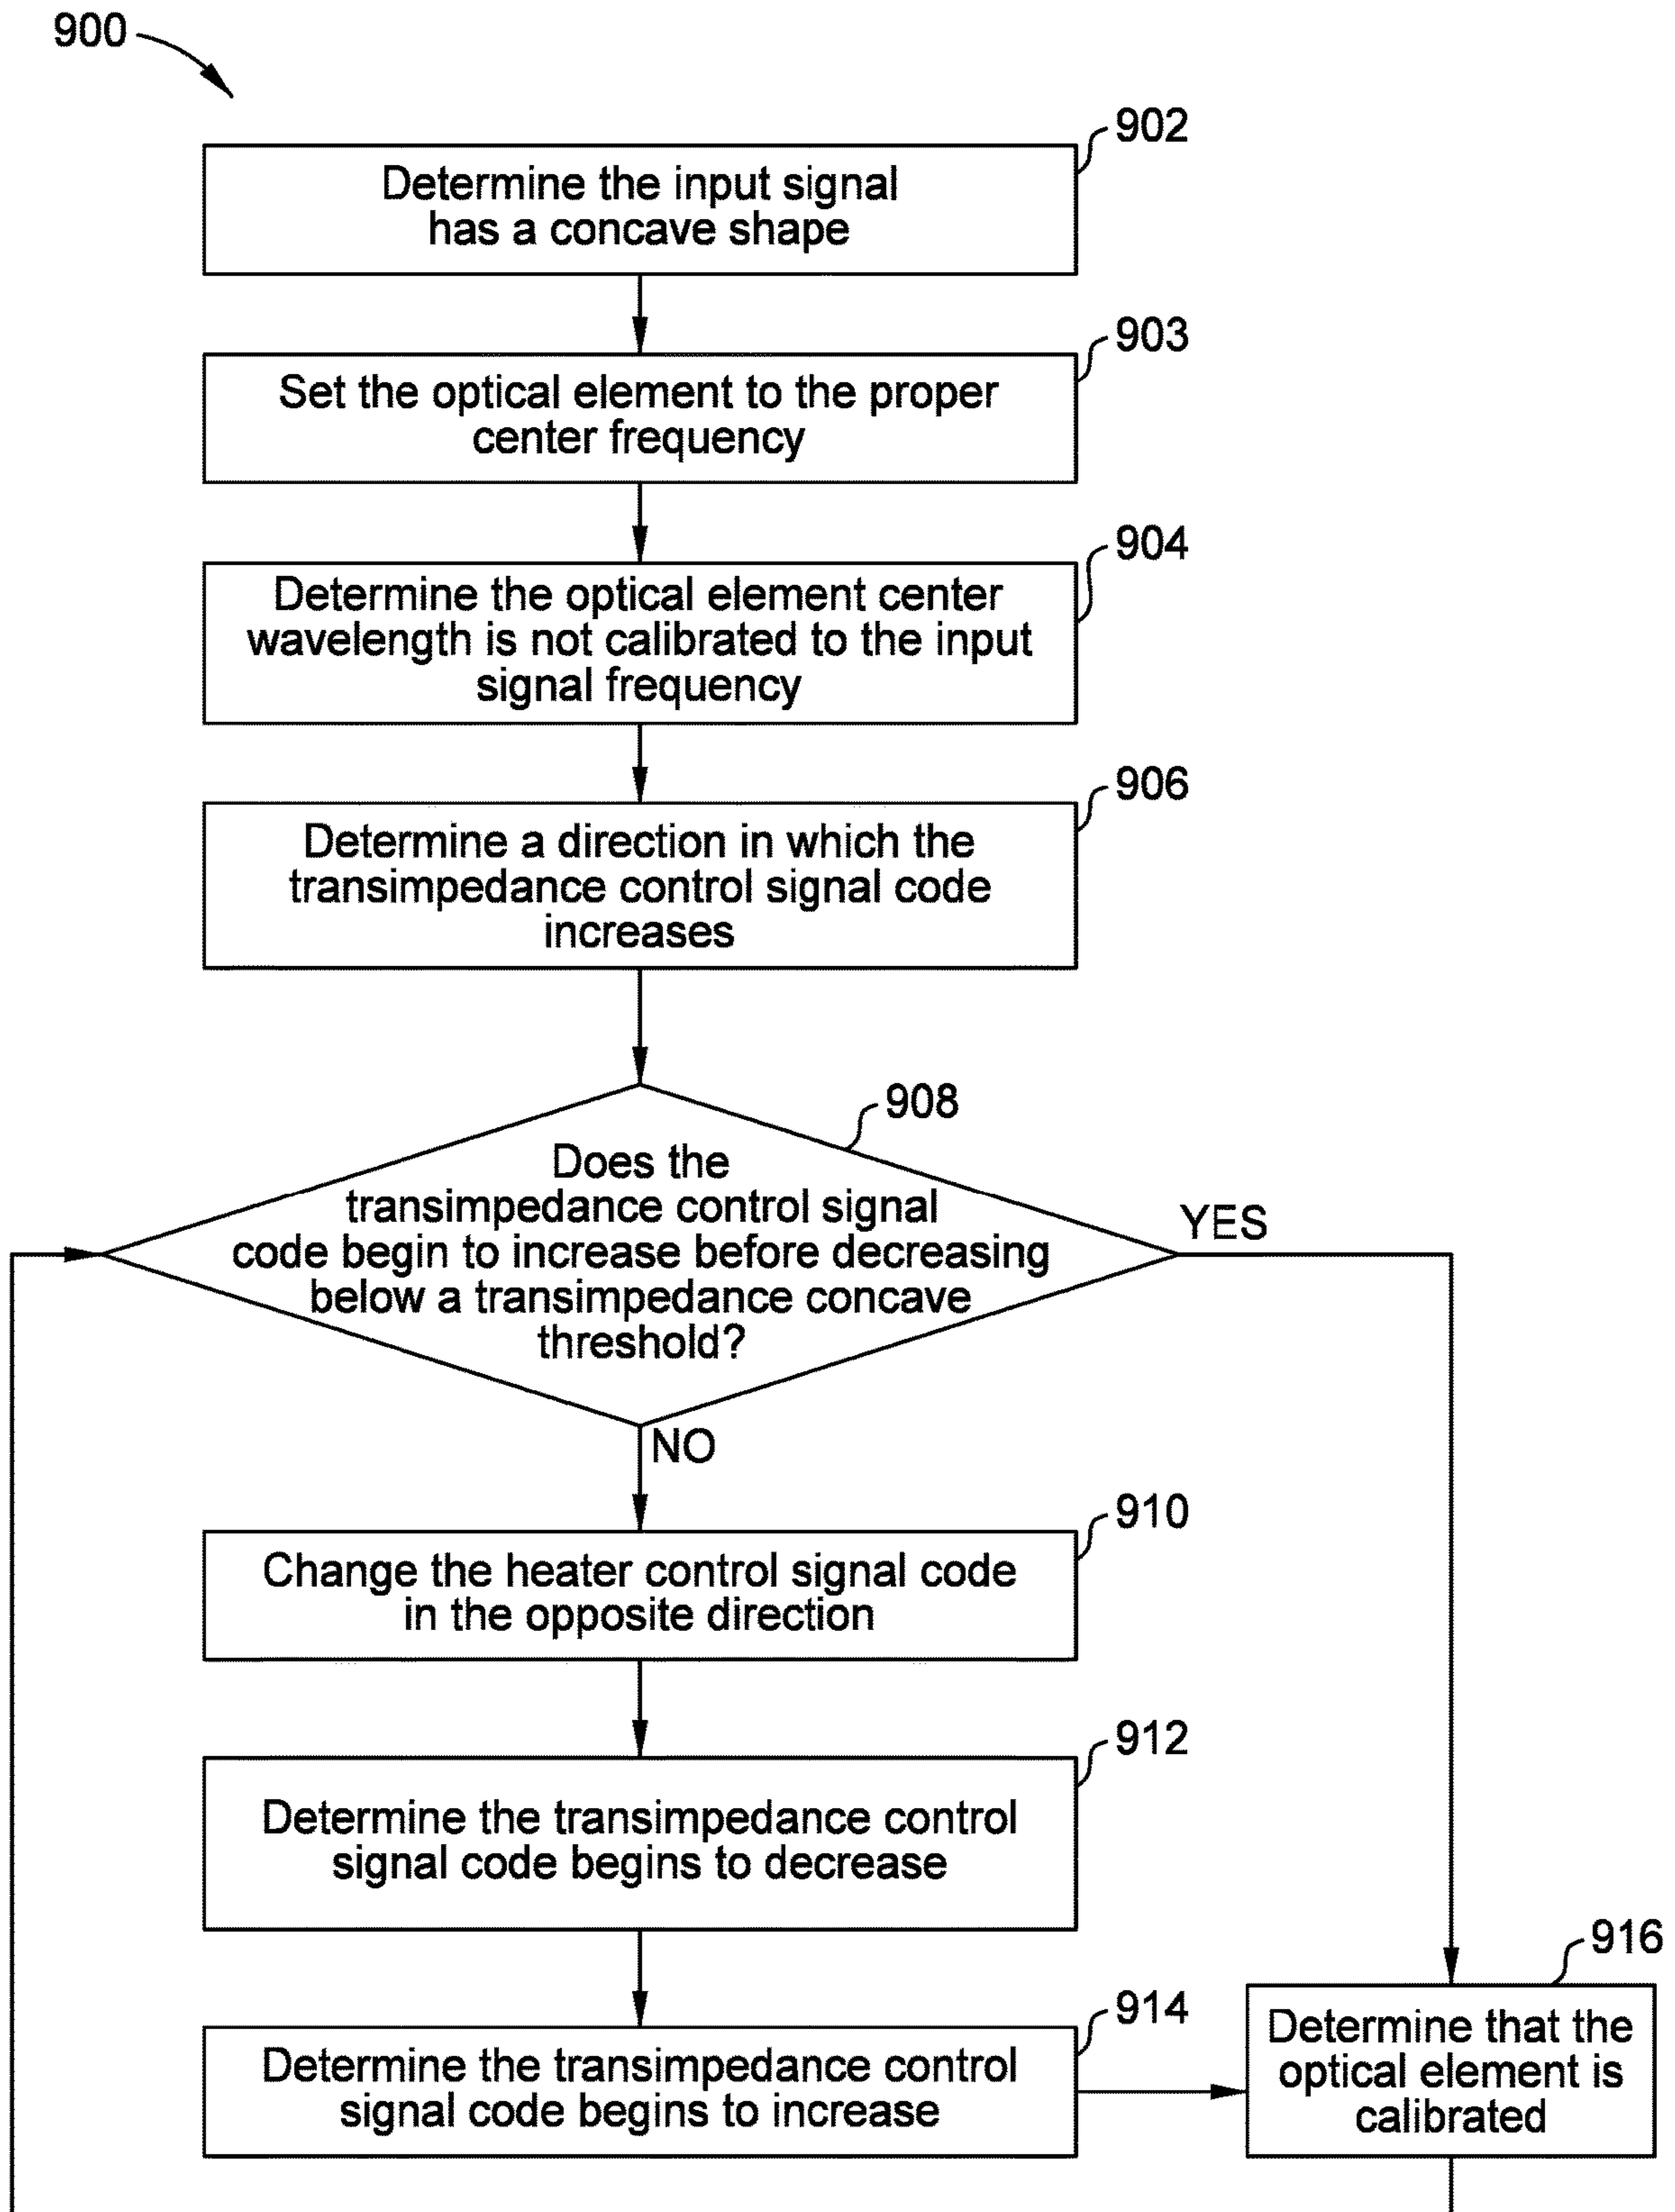 900
902
Determine the input signal
has a concave shape
903
Set the optical element to the proper
center frequency
904
Determine the optical element center
wavelength is not calibrated to the input
signal frequency
906
Determine a direction in which the
transimpedance control signal code
increases
908
Does the
transimpedance control signal
code begin to increase before decreasing
below a transimpedance concave
threshold?
YES
NO
910
Change the heater control signal code
in the opposite direction
912
Determine the transimpedance control
signal code begins to decrease
914
Determine the transimpedance control
signal code begins to increase
916
Determine that the
optical element is
calibrated